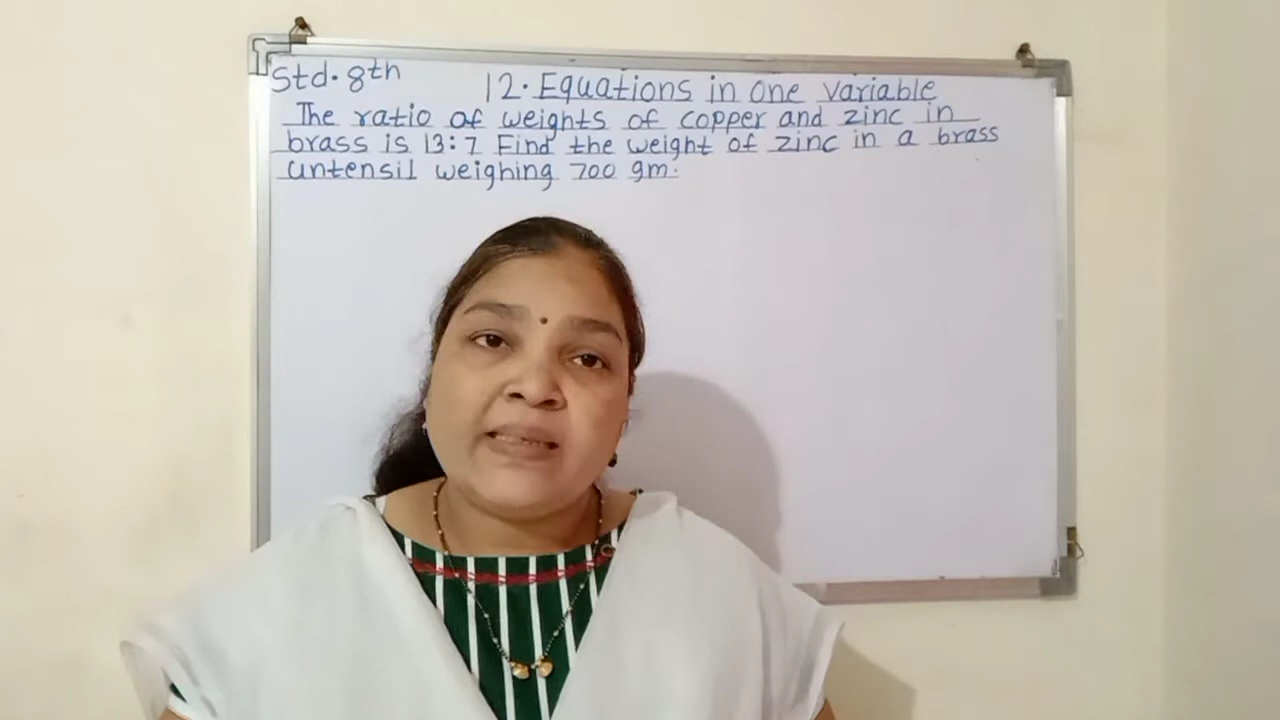 Std. 8th 12. Equations in one variable
The ratio of weights of copper and zinc in
brass is 13:7 Find the weight of zinc in a brass
untensil weighing 700 gm.